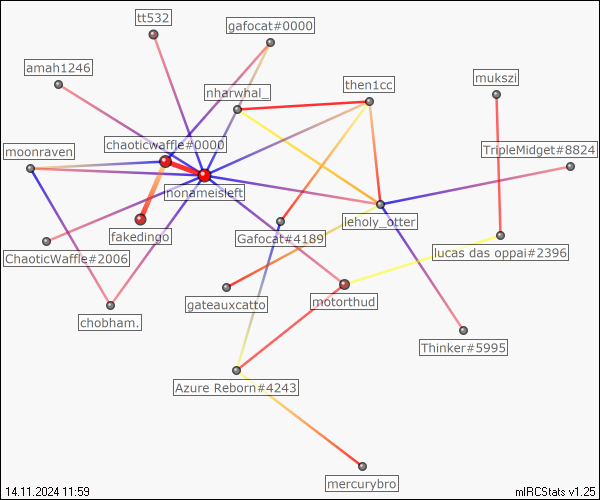 tt532
gafocat#0000
amah1246
then1cc
mukszi
nharwhal_
chaoticwaffle#0000
moonraven
TripleMidget#8824
nonameisleft
leholy_otter
fakedingo
Gafocat#4189
ChaoticWaffle#2006
lucas das oppai#2396
gateauxcatto
motorthud
chobham.
Thinker#5995
Azure Reborn#4243
mercurybro
14.11.2024 11:59
mIRCStats v1.25